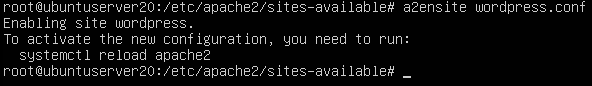 root@ubuntuserver20:/etc/apache2/sites-available# a2ensite wordpress.conf
Enabling site wordpress.
To activate the new configuration, you need to run:
  systemctl reload apache2
root@ubuntuserver20:/etc/apache2/sites-available# _